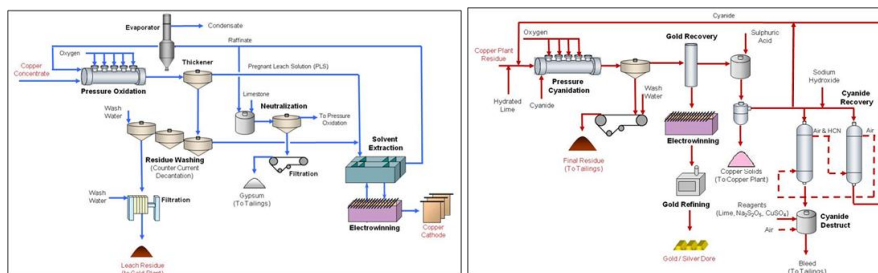 Evaporator
Condensate
Raffinate
Oxygen
Thickener
Pregnant Leach Solution (PLS)
Copper
Concentrate
Pressure Oxidation
Wash
Water
Limestone
Neutralization
To Pressure
Oxidation
Solvent
Extraction
Residue Washing
(Counter Current
Decantation)
Filtration
Gypsum
(To Tailings)
Wash
Water
Filtration
Electrowinning
Copper
Cathode
Leach Residue
(to Gold Plant)
Cyanide
Oxygen
Gold Recovery
Sulphuric
Acid
Copper Plant
Residue
Pressure
Cyanidation
Hydrated
Lime
Cyanide
Wash
Water
Sodium
Hydroxide
Cyanide
Recovery
Air & HCN
Air
Electrowinning
Final Residue
(To Tailings)
Copper Solids
(To Copper Plant)
Gold Refining
Reagents
(Lime, Na2S2O5, CuSO4)
Air
Cyanide
Destruct
Gold / Silver Dore
Bleed
(To Tailings)